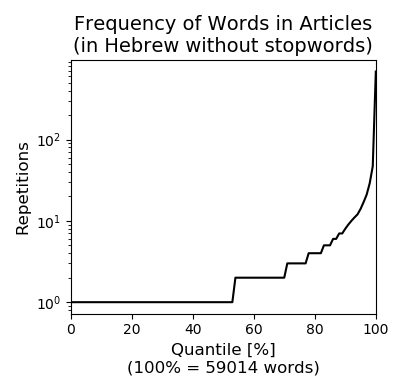 Frequency of Words in Articles
(in Hebrew without stopwords)
Repetitions
10²
10¹
10⁰
0 20 40 60 80 100
Quantile [%]
(100% = 59014 words)